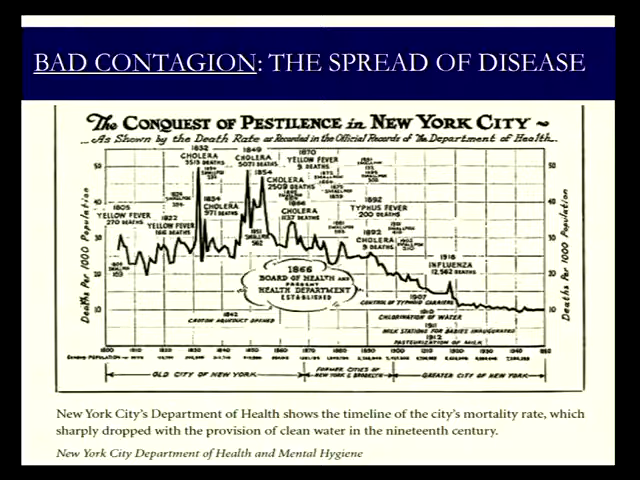 BAD CONTAGION: THE SPREAD OF DISEASE
The CONQUEST OF PESTILENCE in NEW YORK CITY ~
...As Shown by the Death Rate as Recorded in the Official Records of The Department of Health...
Deaths Per 1000 Population
50
40
30
20
10
1805
YELLOW FEVER
270 DEATHS
1822
YELLOW FEVER
166 DEATHS
1832
CHOLERA
3513 DEATHS
1834
CHOLERA
971 DEATHS
1849
CHOLERA
5071 DEATHS
1851
SMALLPOX
562
1854
CHOLERA
2509 DEATHS
1866
CHOLERA
1137 DEATHS
1870
YELLOW FEVER
9 DEATHS
1892
TYPHUS FEVER
200 DEATHS
1892
CHOLERA
9 DEATHS
1918
INFLUENZA
12,562 DEATHS
1866
BOARD OF HEALTH AND
PRESENT
HEALTH DEPARTMENT
ESTABLISHED
1842
CROTON AQUEDUCT OPENED
1907
CONTROL OF TYPHOID CARRIERS
1910
CHLORINATION OF WATER
1911
MILK STATIONS FOR BABIES INAUGURATED
1912
PASTEURIZATION OF MILK
50
40
30
20
10
Deaths Per 1000 Population
1800 1810 1820 1830 1840 1850 1860 1870 1880 1890 1900 1910 1920 1930 1940
OLD CITY OF NEW YORK
FORMER CITIES OF
NEW YORK & BROOKLYN
GREATER CITY OF NEW YORK
New York City's Department of Health shows the timeline of the city's mortality rate, which
sharply dropped with the provision of clean water in the nineteenth century.
New York City Department of Health and Mental Hygiene